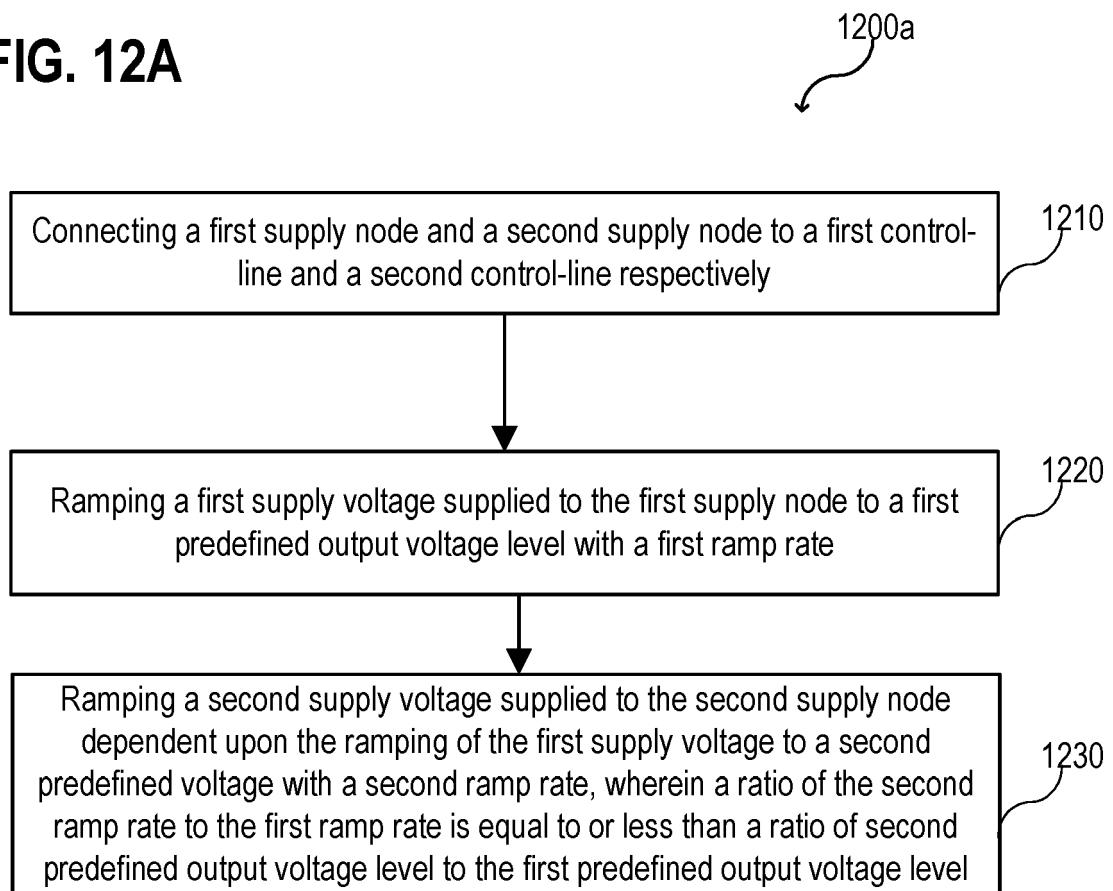 FIG. 12A
1200a
Connecting a first supply node and a second supply node to a first control-
line and a second control-line respectively
1210
Ramping a first supply voltage supplied to the first supply node to a first
predefined output voltage level with a first ramp rate
1220
Ramping a second supply voltage supplied to the second supply node
dependent upon the ramping of the first supply voltage to a second
predefined voltage with a second ramp rate, wherein a ratio of the second
ramp rate to the first ramp rate is equal to or less than a ratio of second
predefined output voltage level to the first predefined output voltage level
1230